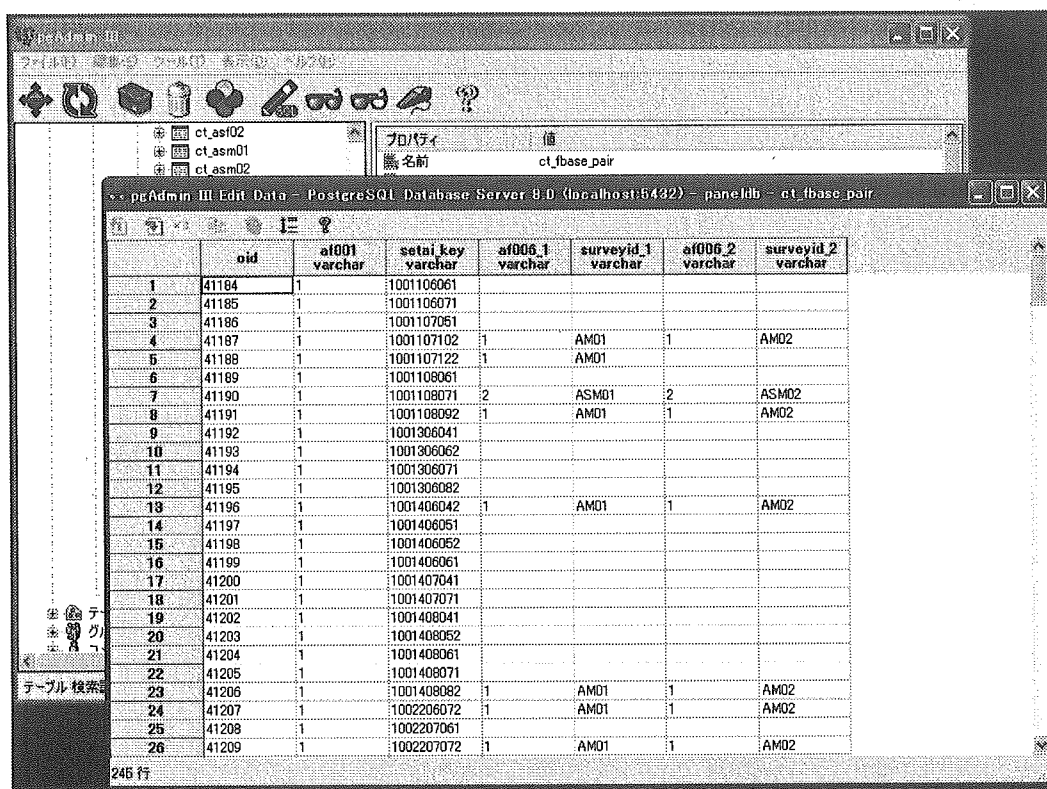 pgAdmin III
ファイル(F) 編集(E) ツール(T) 表示(D) ヘルプ(H)
ct_asf02
ct_asm01
ct_asm02
プロパティ 値
名前 ct_fbase_pair
pgAdmin III Edit Data - PostgreSQL Database Server 8.0 (localhost:5432) - paneldb - ct_fbase_pair
oid af001 varchar setai_key varchar af006_1 varchar surveyid_1 varchar af006_2 varchar surveyid_2 varchar
1 41184 1 1001106061
2 41185 1 1001106071
3 41186 1 1001107051
4 41187 1 1001107102 1 AM01 1 AM02
5 41188 1 1001107122 1 AM01
6 41189 1 1001108061
7 41190 1 1001108071 2 ASM01 2 ASM02
8 41191 1 1001108092 1 AM01 1 AM02
9 41192 1 1001306041
10 41193 1 1001306062
11 41194 1 1001306071
12 41195 1 1001306082
13 41196 1 1001406042 1 AM01 1 AM02
14 41197 1 1001406051
15 41198 1 1001406052
16 41199 1 1001406061
17 41200 1 1001407041
18 41201 1 1001407071
19 41202 1 1001408041
20 41203 1 1001408052
21 41204 1 1001408061
22 41205 1 1001408071
23 41206 1 1001408082 1 AM01 1 AM02
24 41207 1 1002206072 1 AM01 1 AM02
25 41208 1 1002207061
26 41209 1 1002207072 1 AM01 1 AM02
テーブル 検索
245 行